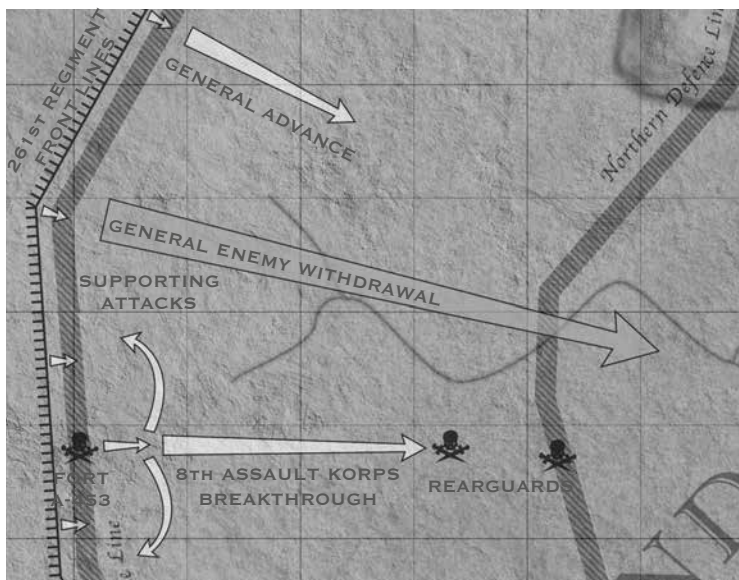 261ST REGIMENT
FRONT LINES
GENERAL ADVANCE
Northern Defence Line
GENERAL ENEMY WITHDRAWAL
SUPPORTING
ATTACKS
FORT
8TH ASSAULT KORPS
BREAKTHROUGH
REARGUARDS
Line